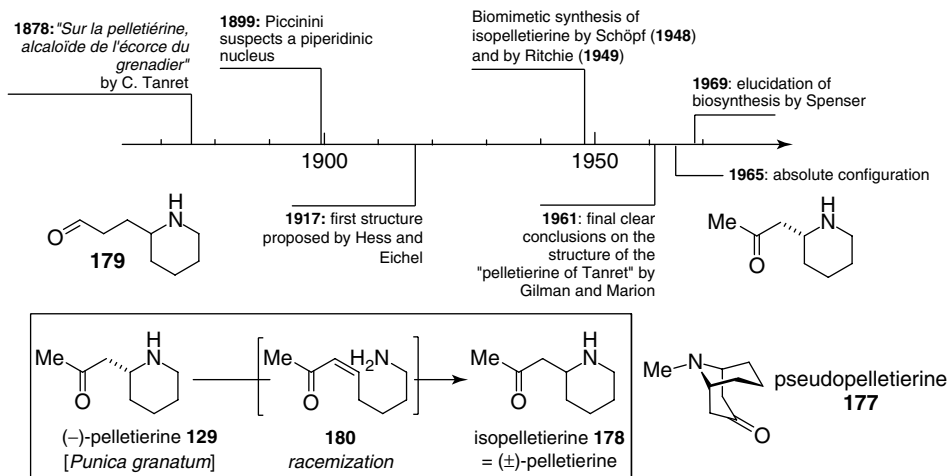 1878: "Sur la pelletiérine,
alcaloïde de l'écorce du
grenadier"
by C. Tanret
1899: Piccinini
suspects a piperidinic
nucleus
Biomimetic synthesis of
isopelletierine by Schöpf (1948)
and by Ritchie (1949)
1969: elucidation of
biosynthesis by Spenser
1900
1950
1917: first structure
proposed by Hess and
Eichel
1961: final clear
conclusions on the
structure of the
"pelletierine of Tanret" by
Gilman and Marion
1965: absolute configuration
O
H
N
179
Me
O
H
N
Me
O
H
N
(–)-pelletierine 129
[Punica granatum]
Me
O
H2N
180
racemization
Me
O
H
N
isopelletierine 178
= (±)-pelletierine
Me
N
O
pseudopelletierine
177